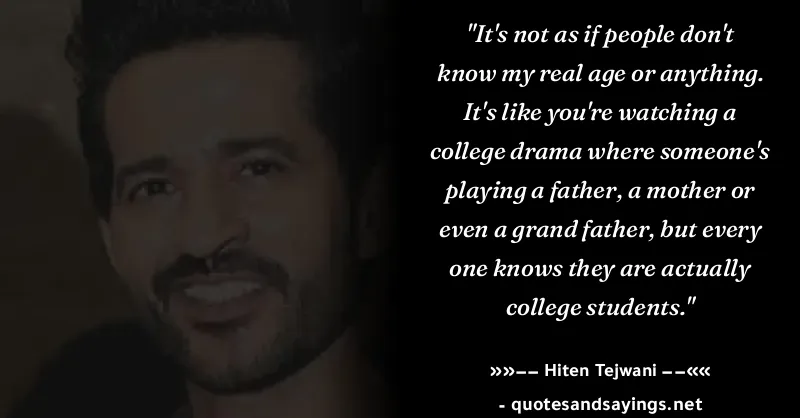 "It's not as if people don't
know my real age or anything.
It's like you're watching a
college drama where someone's
playing a father, a mother or
even a grand father, but every
one knows they are actually
college students."
»»−− Hiten Tejwani −−««
- quotesandsayings.net